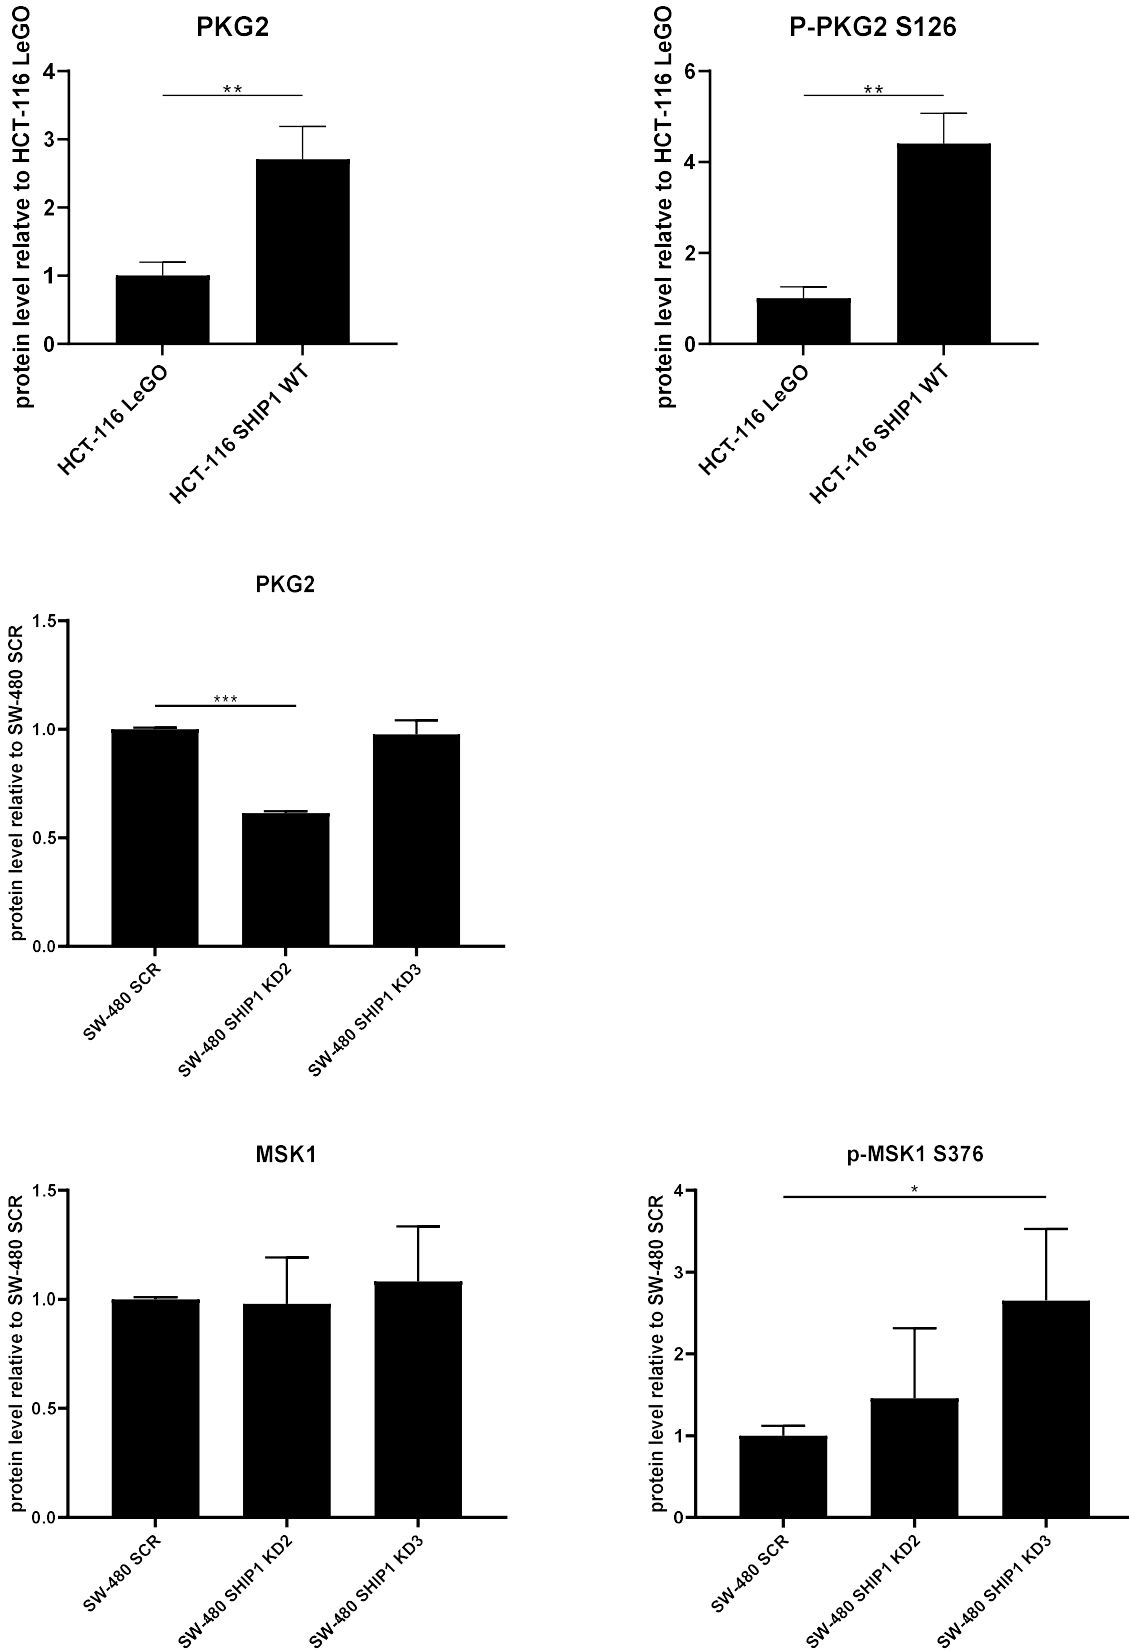 PKG2
protein level relatve to HCT-116 LeGO
4
3
2
1
0
**
HCT-116 LeGO
HCT-116 SHIP1 WT
P-PKG2 S126
protein level relatve to HCT-116 LeGO
6
4
2
0
**
HCT-116 LeGO
HCT-116 SHIP1 WT
PKG2
protein level relative to SW-480 SCR
1.5
1.0
0.5
0.0
***
SW-480 SCR
SW-480 SHIP1 KD2
SW-480 SHIP1 KD3
MSK1
protein level relative to SW-480 SCR
1.5
1.0
0.5
0.0
SW-480 SCR
SW-480 SHIP1 KD2
SW-480 SHIP1 KD3
p-MSK1 S376
protein level relative to SW-480 SCR
4
3
2
1
0
*
SW-480 SCR
SW-480 SHIP1 KD2
SW-480 SHIP1 KD3